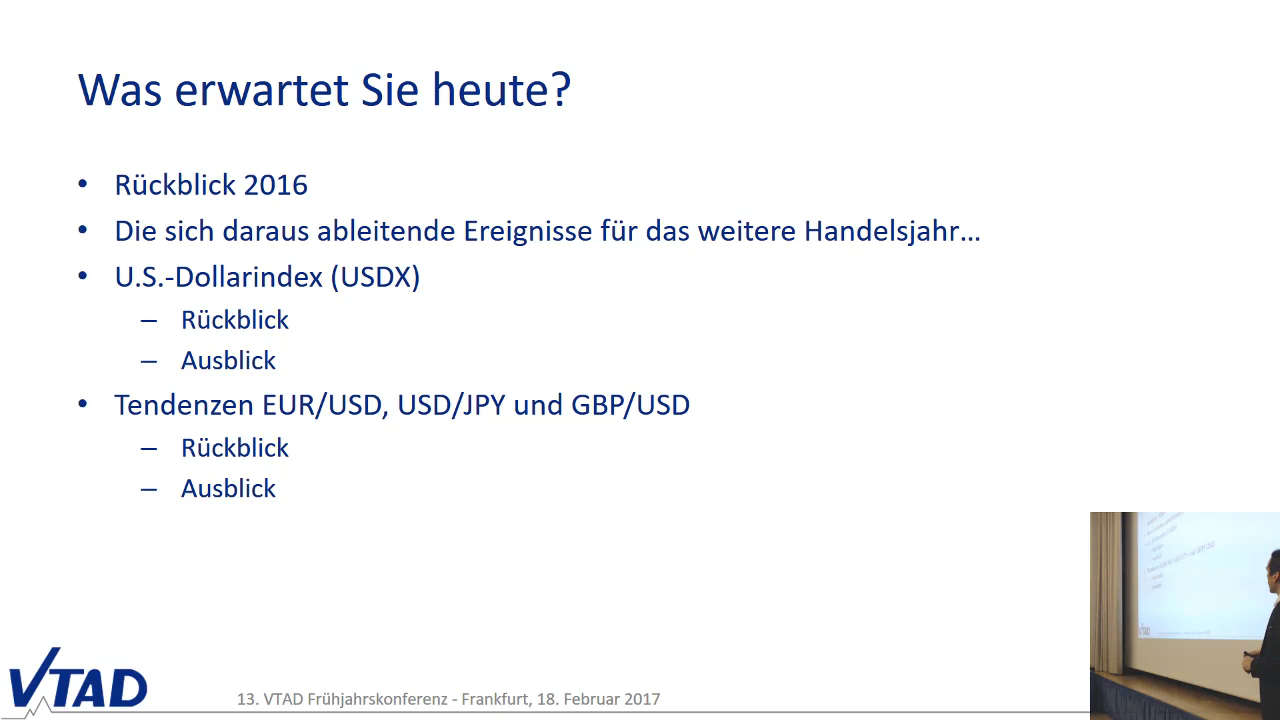 Was erwartet Sie heute?
• Rückblick 2016
• Die sich daraus ableitende Ereignisse für das weitere Handelsjahr...
• U.S.-Dollarindex (USDX)
– Rückblick
– Ausblick
• Tendenzen EUR/USD, USD/JPY und GBP/USD
– Rückblick
– Ausblick
VTAD
13. VTAD Frühjahrskonferenz - Frankfurt, 18. Februar 2017